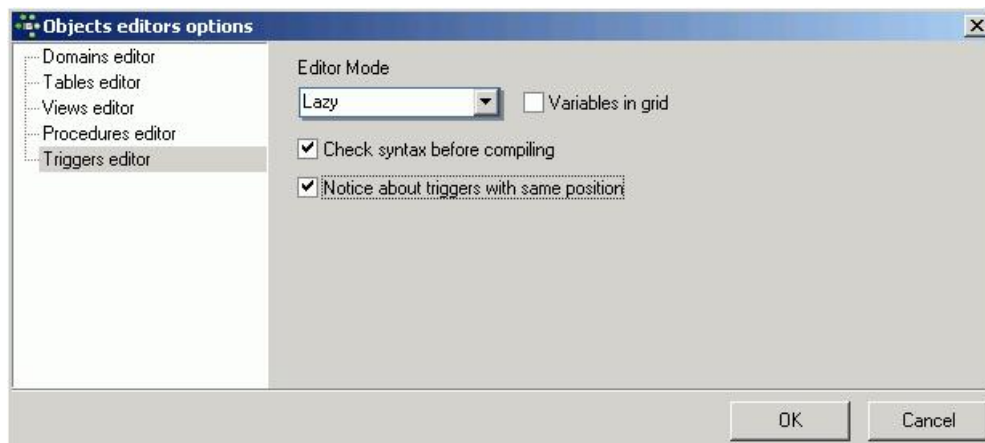 Objects editors options
Domains editor
Tables editor
Views editor
Procedures editor
Triggers editor
Editor Mode
Lazy
Variables in grid
Check syntax before compiling
Notice about triggers with same position
OK
Cancel